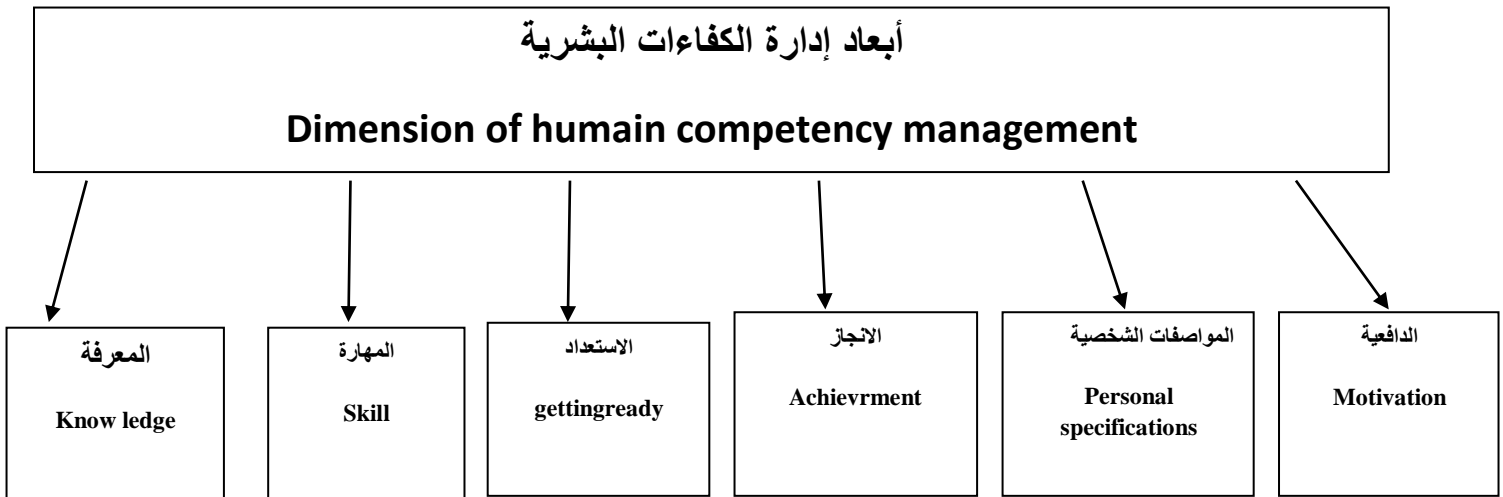 أبعاد إدارة الكفاءات البشرية
Dimension of humain competency management
المعرفة
Know ledge
المهارة
Skill
الاستعداد
gettingready
الانجاز
Achievrment
المواصفات الشخصية
Personal
specifications
الدافعية
Motivation